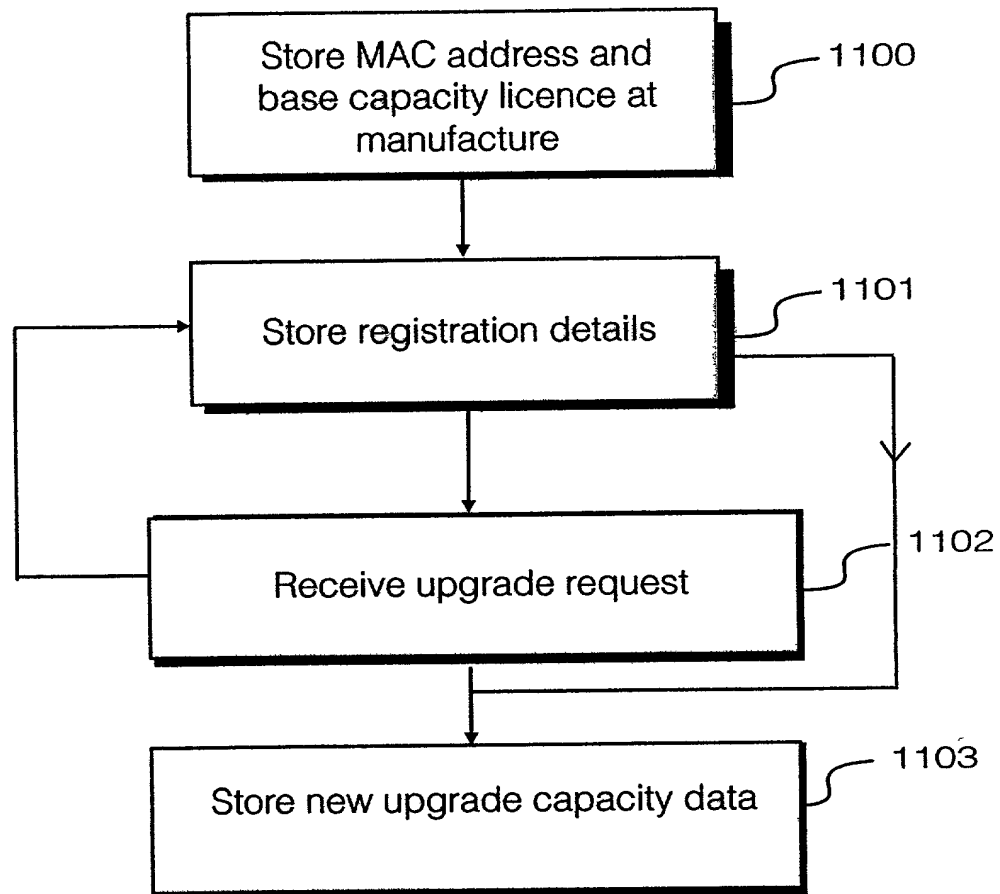 Store MAC address and
base capacity licence at
manufacture
1100
Store registration details
1101
Receive upgrade request
1102
Store new upgrade capacity data
1103